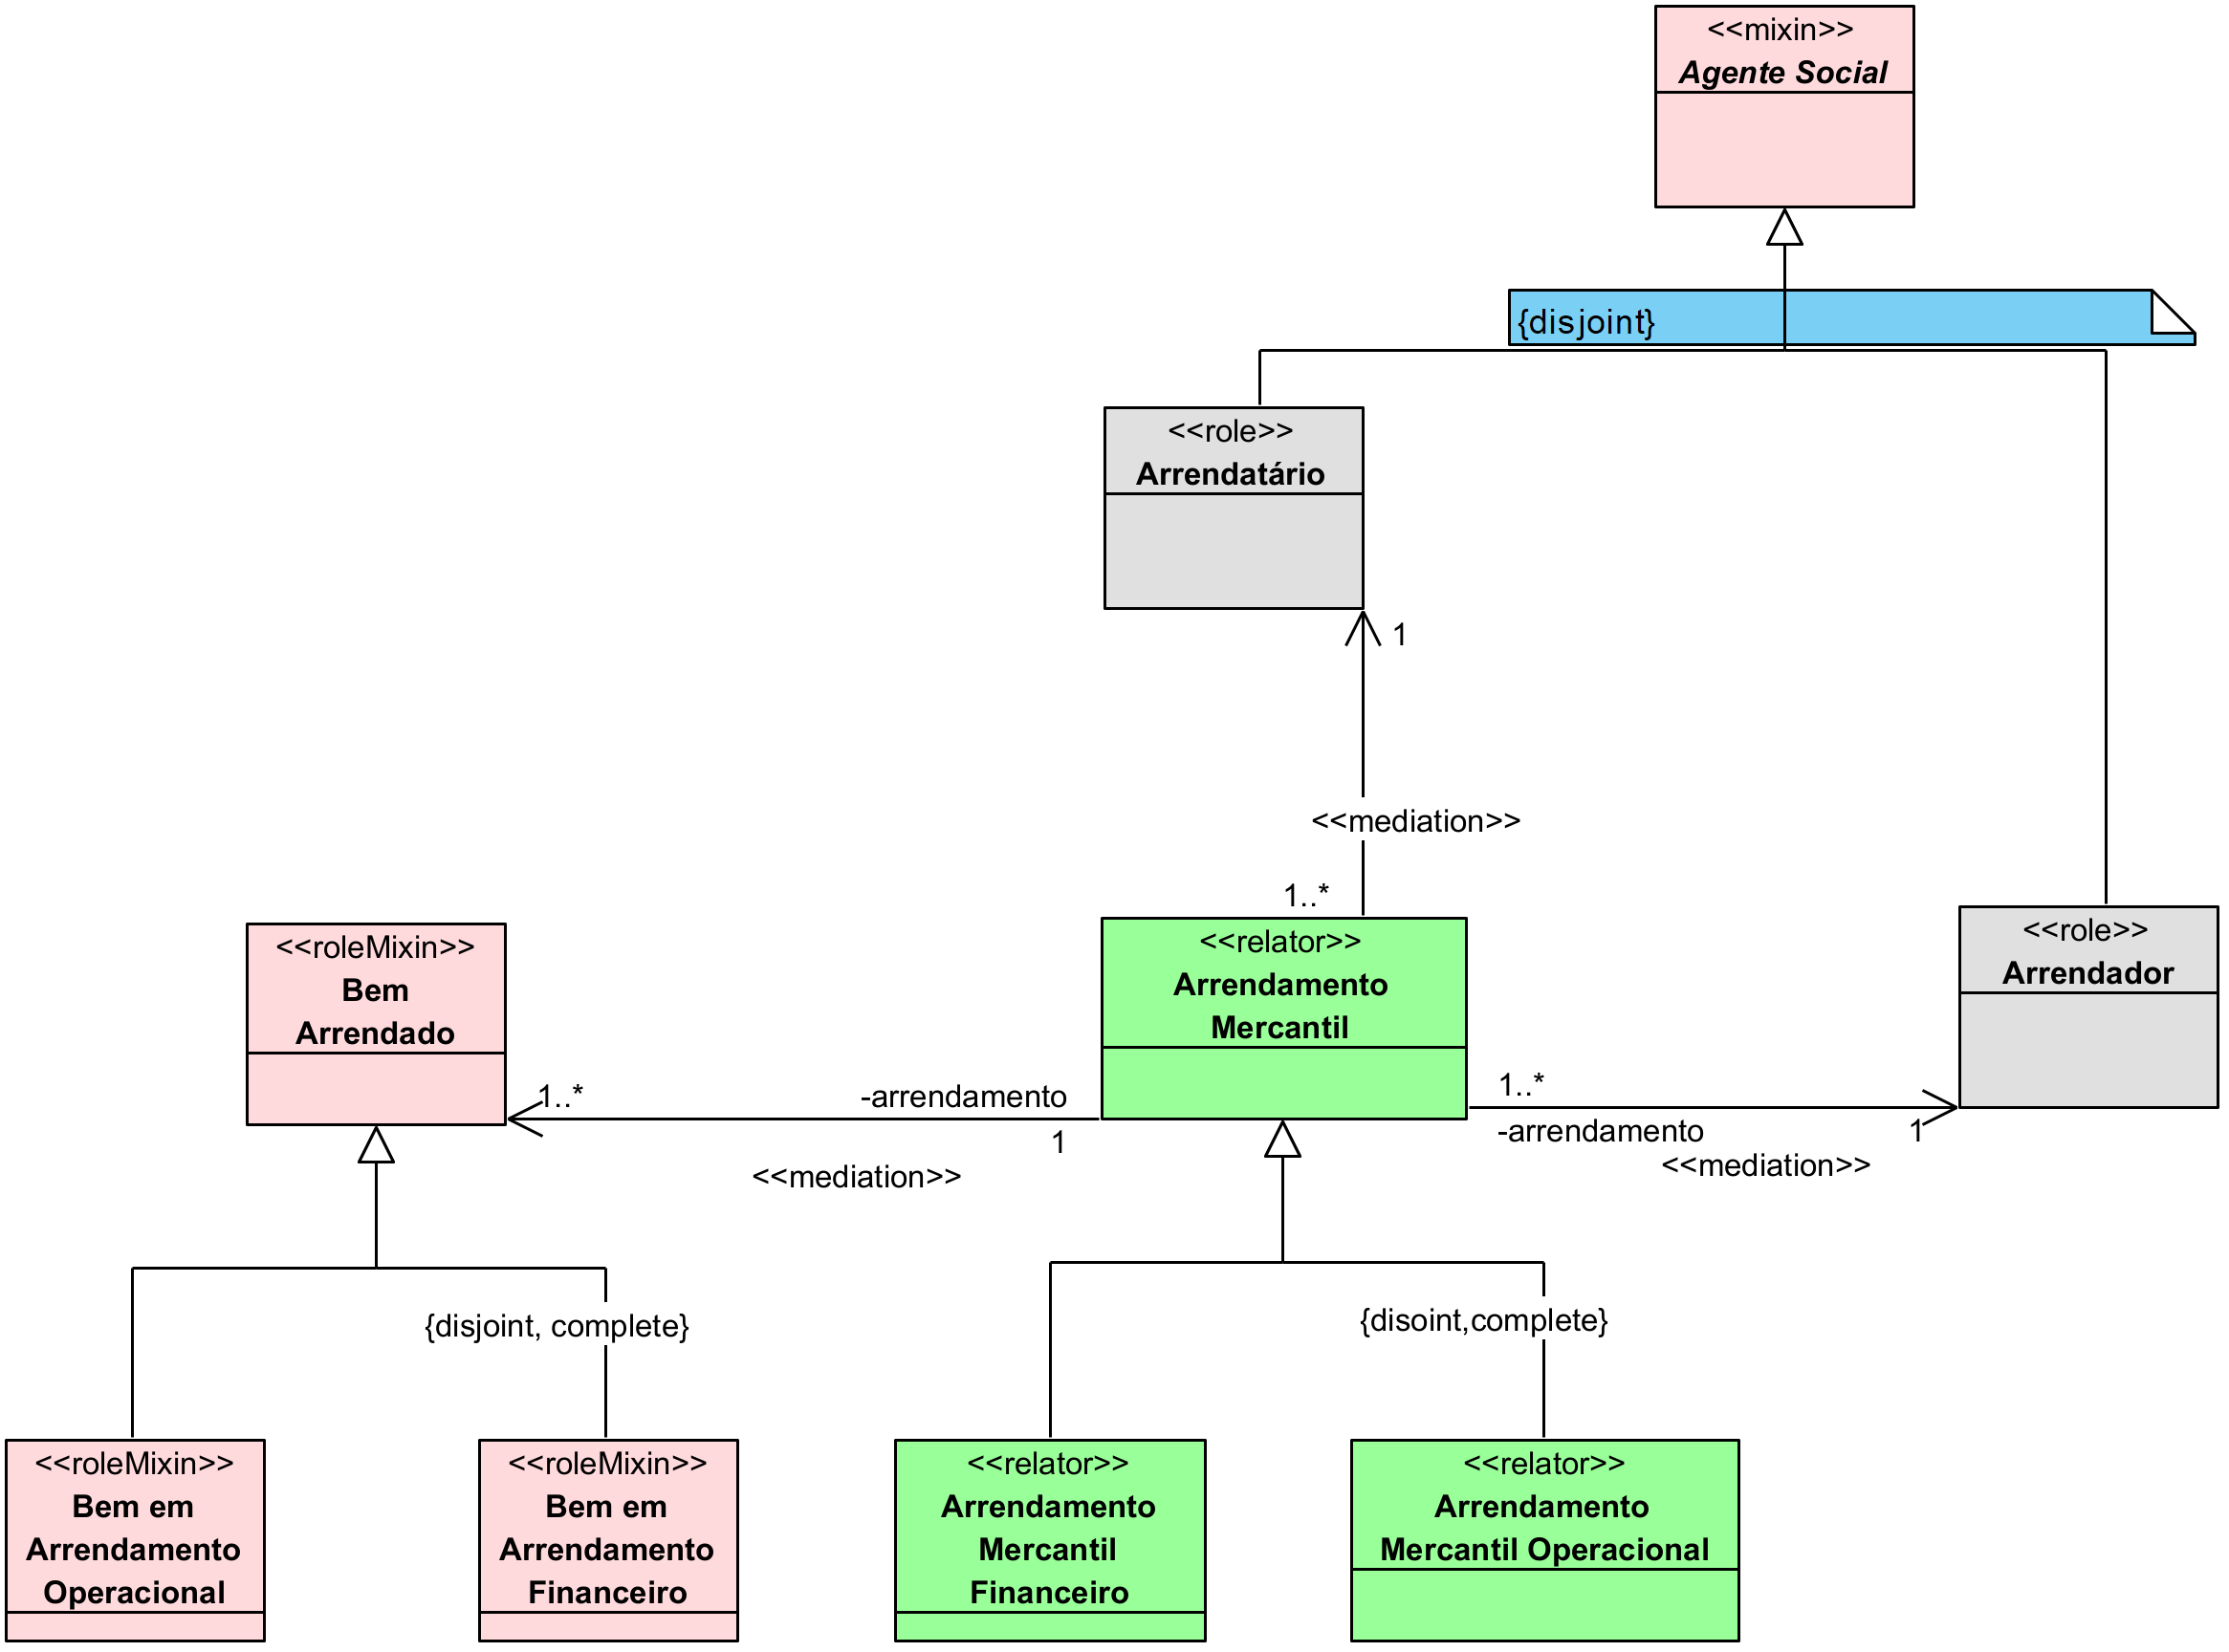 <<mixin>>
Agente Social
{disjoint}
<<role>>
Arrendatário
1
<<mediation>>
1..*
<<roleMixin>>
Bem
Arrendado
<<relator>>
Arrendamento
Mercantil
<<role>>
Arrendador
1..*
-arrendamento
1
<<mediation>>
1..*
-arrendamento
1
<<mediation>>
{disjoint, complete}
{disoint,complete}
<<roleMixin>>
Bem em
Arrendamento
Operacional
<<roleMixin>>
Bem em
Arrendamento
Financeiro
<<relator>>
Arrendamento
Mercantil
Financeiro
<<relator>>
Arrendamento
Mercantil Operacional